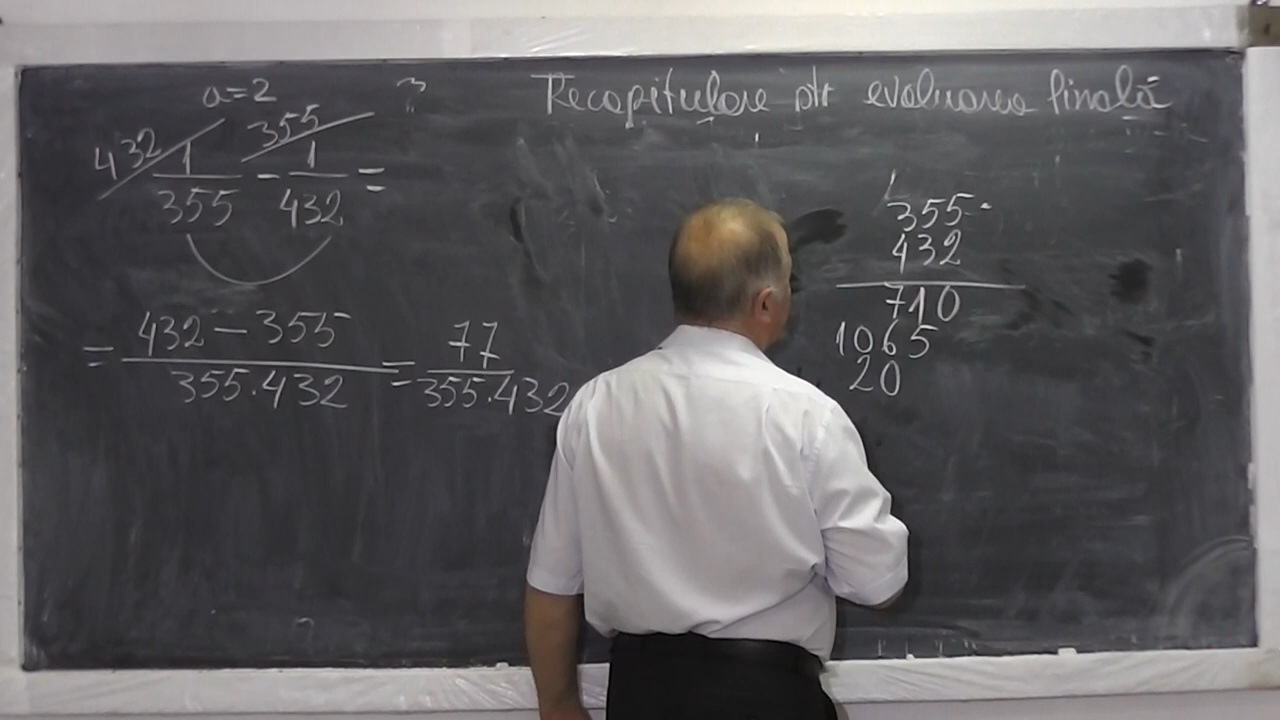 Recapitulare ptr evaluarea finală
a=2
432 355
1/355 - 1/432 =
= (432 - 355)/(355.432) = 77/(355.432)
355
432
710
1065
20